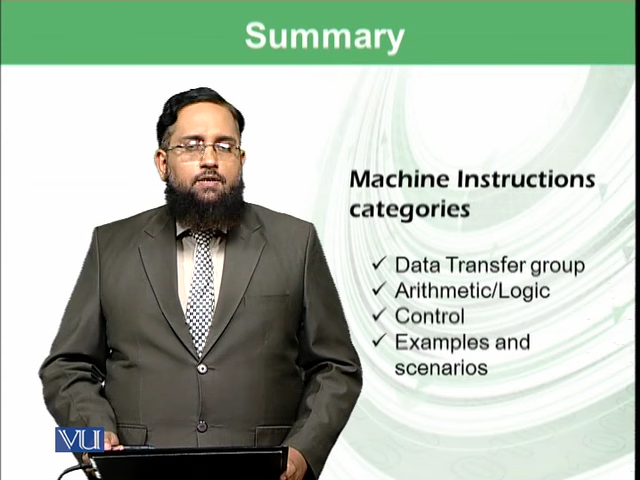 Summary
Machine Instructions
categories
✓ Data Transfer group
✓ Arithmetic/Logic
✓ Control
✓ Examples and
scenarios
VU